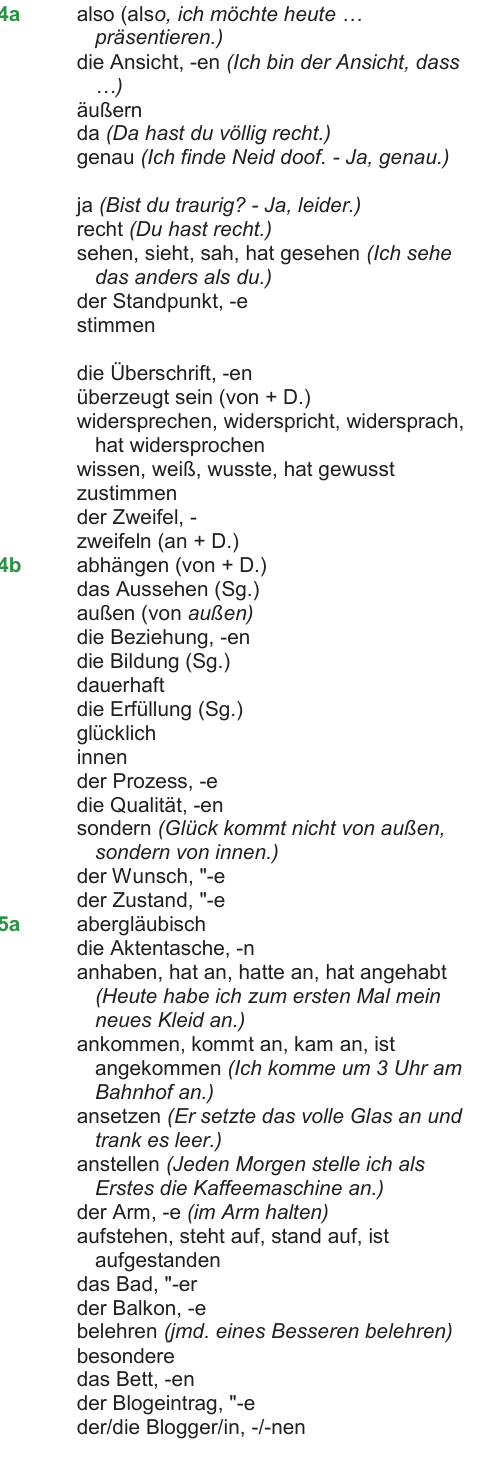 4a also (also, ich möchte heute …
präsentieren.)
die Ansicht, -en (Ich bin der Ansicht, dass
…)
äußern
da (Da hast du völlig recht.)
genau (Ich finde Neid doof. - Ja, genau.)
ja (Bist du traurig? - Ja, leider.)
recht (Du hast recht.)
sehen, sieht, sah, hat gesehen (Ich sehe
das anders als du.)
der Standpunkt, -e
stimmen
die Überschrift, -en
überzeugt sein (von + D.)
widersprechen, widerspricht, widersprach,
hat widersprochen
wissen, weiß, wusste, hat gewusst
zustimmen
der Zweifel, -
zweifeln (an + D.)
4b abhängen (von + D.)
das Aussehen (Sg.)
außen (von außen)
die Beziehung, -en
die Bildung (Sg.)
dauerhaft
die Erfüllung (Sg.)
glücklich
innen
der Prozess, -e
die Qualität, -en
sondern (Glück kommt nicht von außen,
sondern von innen.)
der Wunsch, "-e
der Zustand, "-e
5a abergläubisch
die Aktentasche, -n
anhaben, hat an, hatte an, hat angehabt
(Heute habe ich zum ersten Mal mein
neues Kleid an.)
ankommen, kommt an, kam an, ist
angekommen (Ich komme um 3 Uhr am
Bahnhof an.)
ansetzen (Er setzte das volle Glas an und
trank es leer.)
anstellen (Jeden Morgen stelle ich als
Erstes die Kaffeemaschine an.)
der Arm, -e (im Arm halten)
aufstehen, steht auf, stand auf, ist
aufgestanden
das Bad, "-er
der Balkon, -e
belehren (jmd. eines Besseren belehren)
besondere
das Bett, -en
der Blogeintrag, "-e
der/die Blogger/in, -/-nen